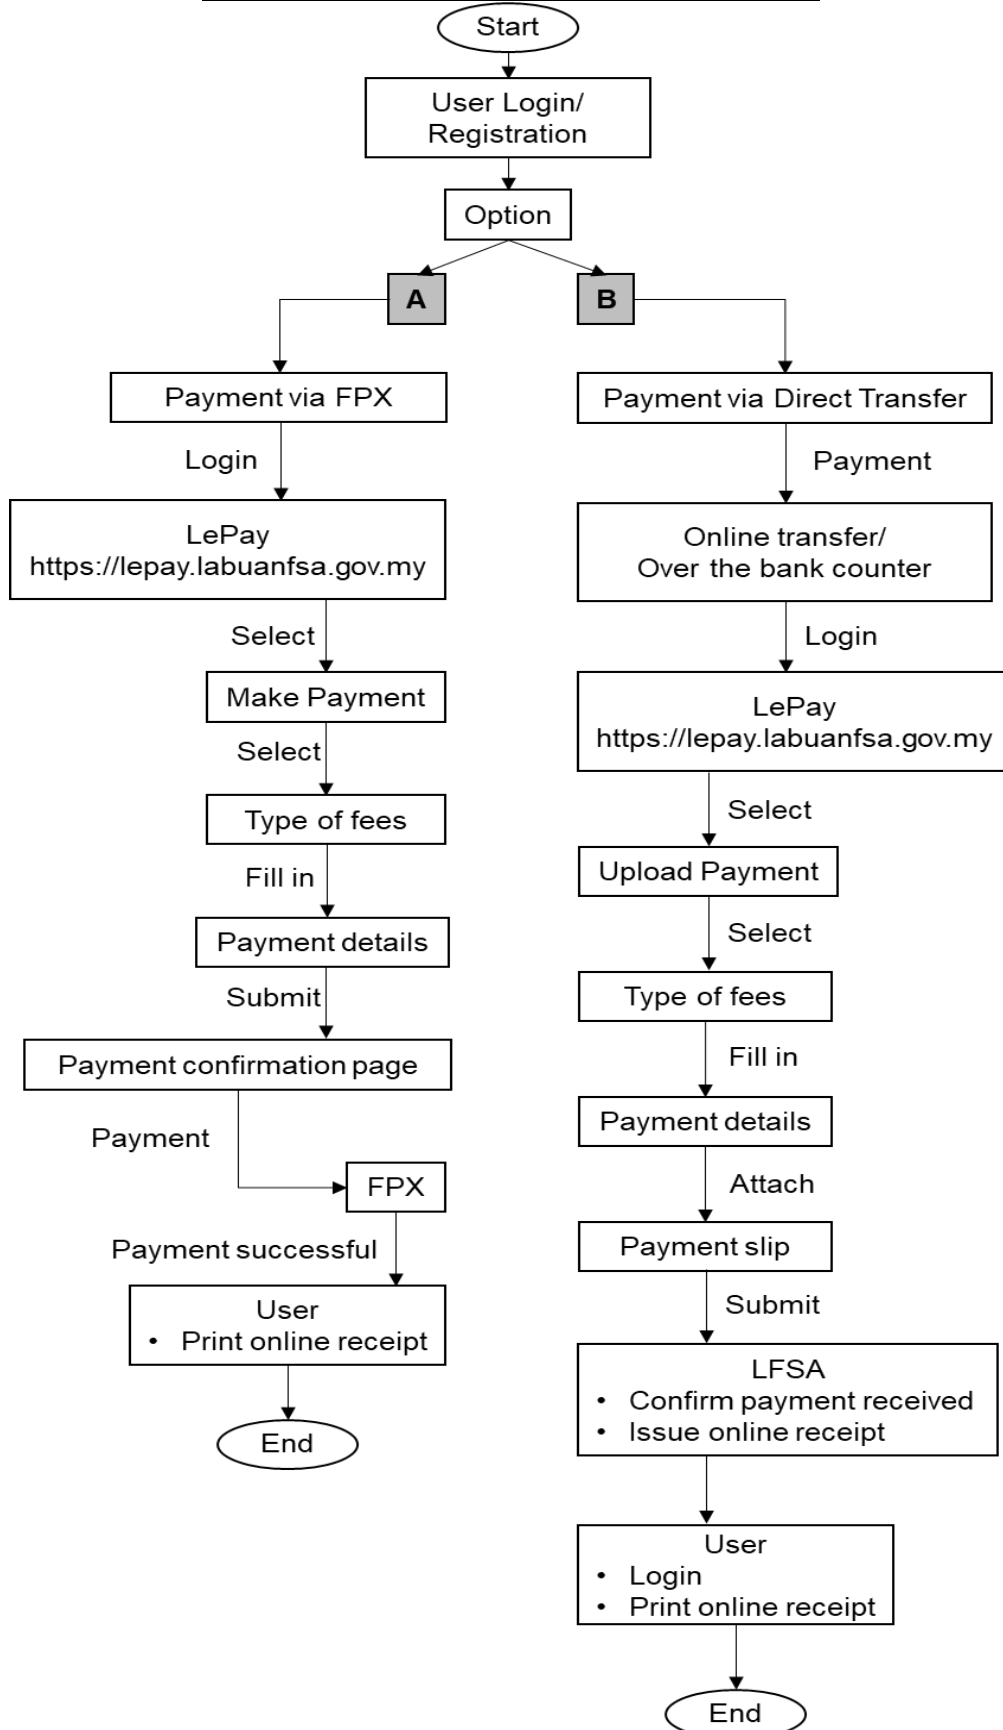 Start
User Login/
Registration
Option
A
B
Payment via FPX
Login
LePay
https://lepay.labuanfsa.gov.my
Select
Make Payment
Select
Type of fees
Fill in
Payment details
Submit
Payment confirmation page
Payment
FPX
Payment successful
User
• Print online receipt
End
Payment via Direct Transfer
Payment
Online transfer/
Over the bank counter
Login
LePay
https://lepay.labuanfsa.gov.my
Select
Upload Payment
Select
Type of fees
Fill in
Payment details
Attach
Payment slip
Submit
LFSA
• Confirm payment received
• Issue online receipt
User
• Login
• Print online receipt
End